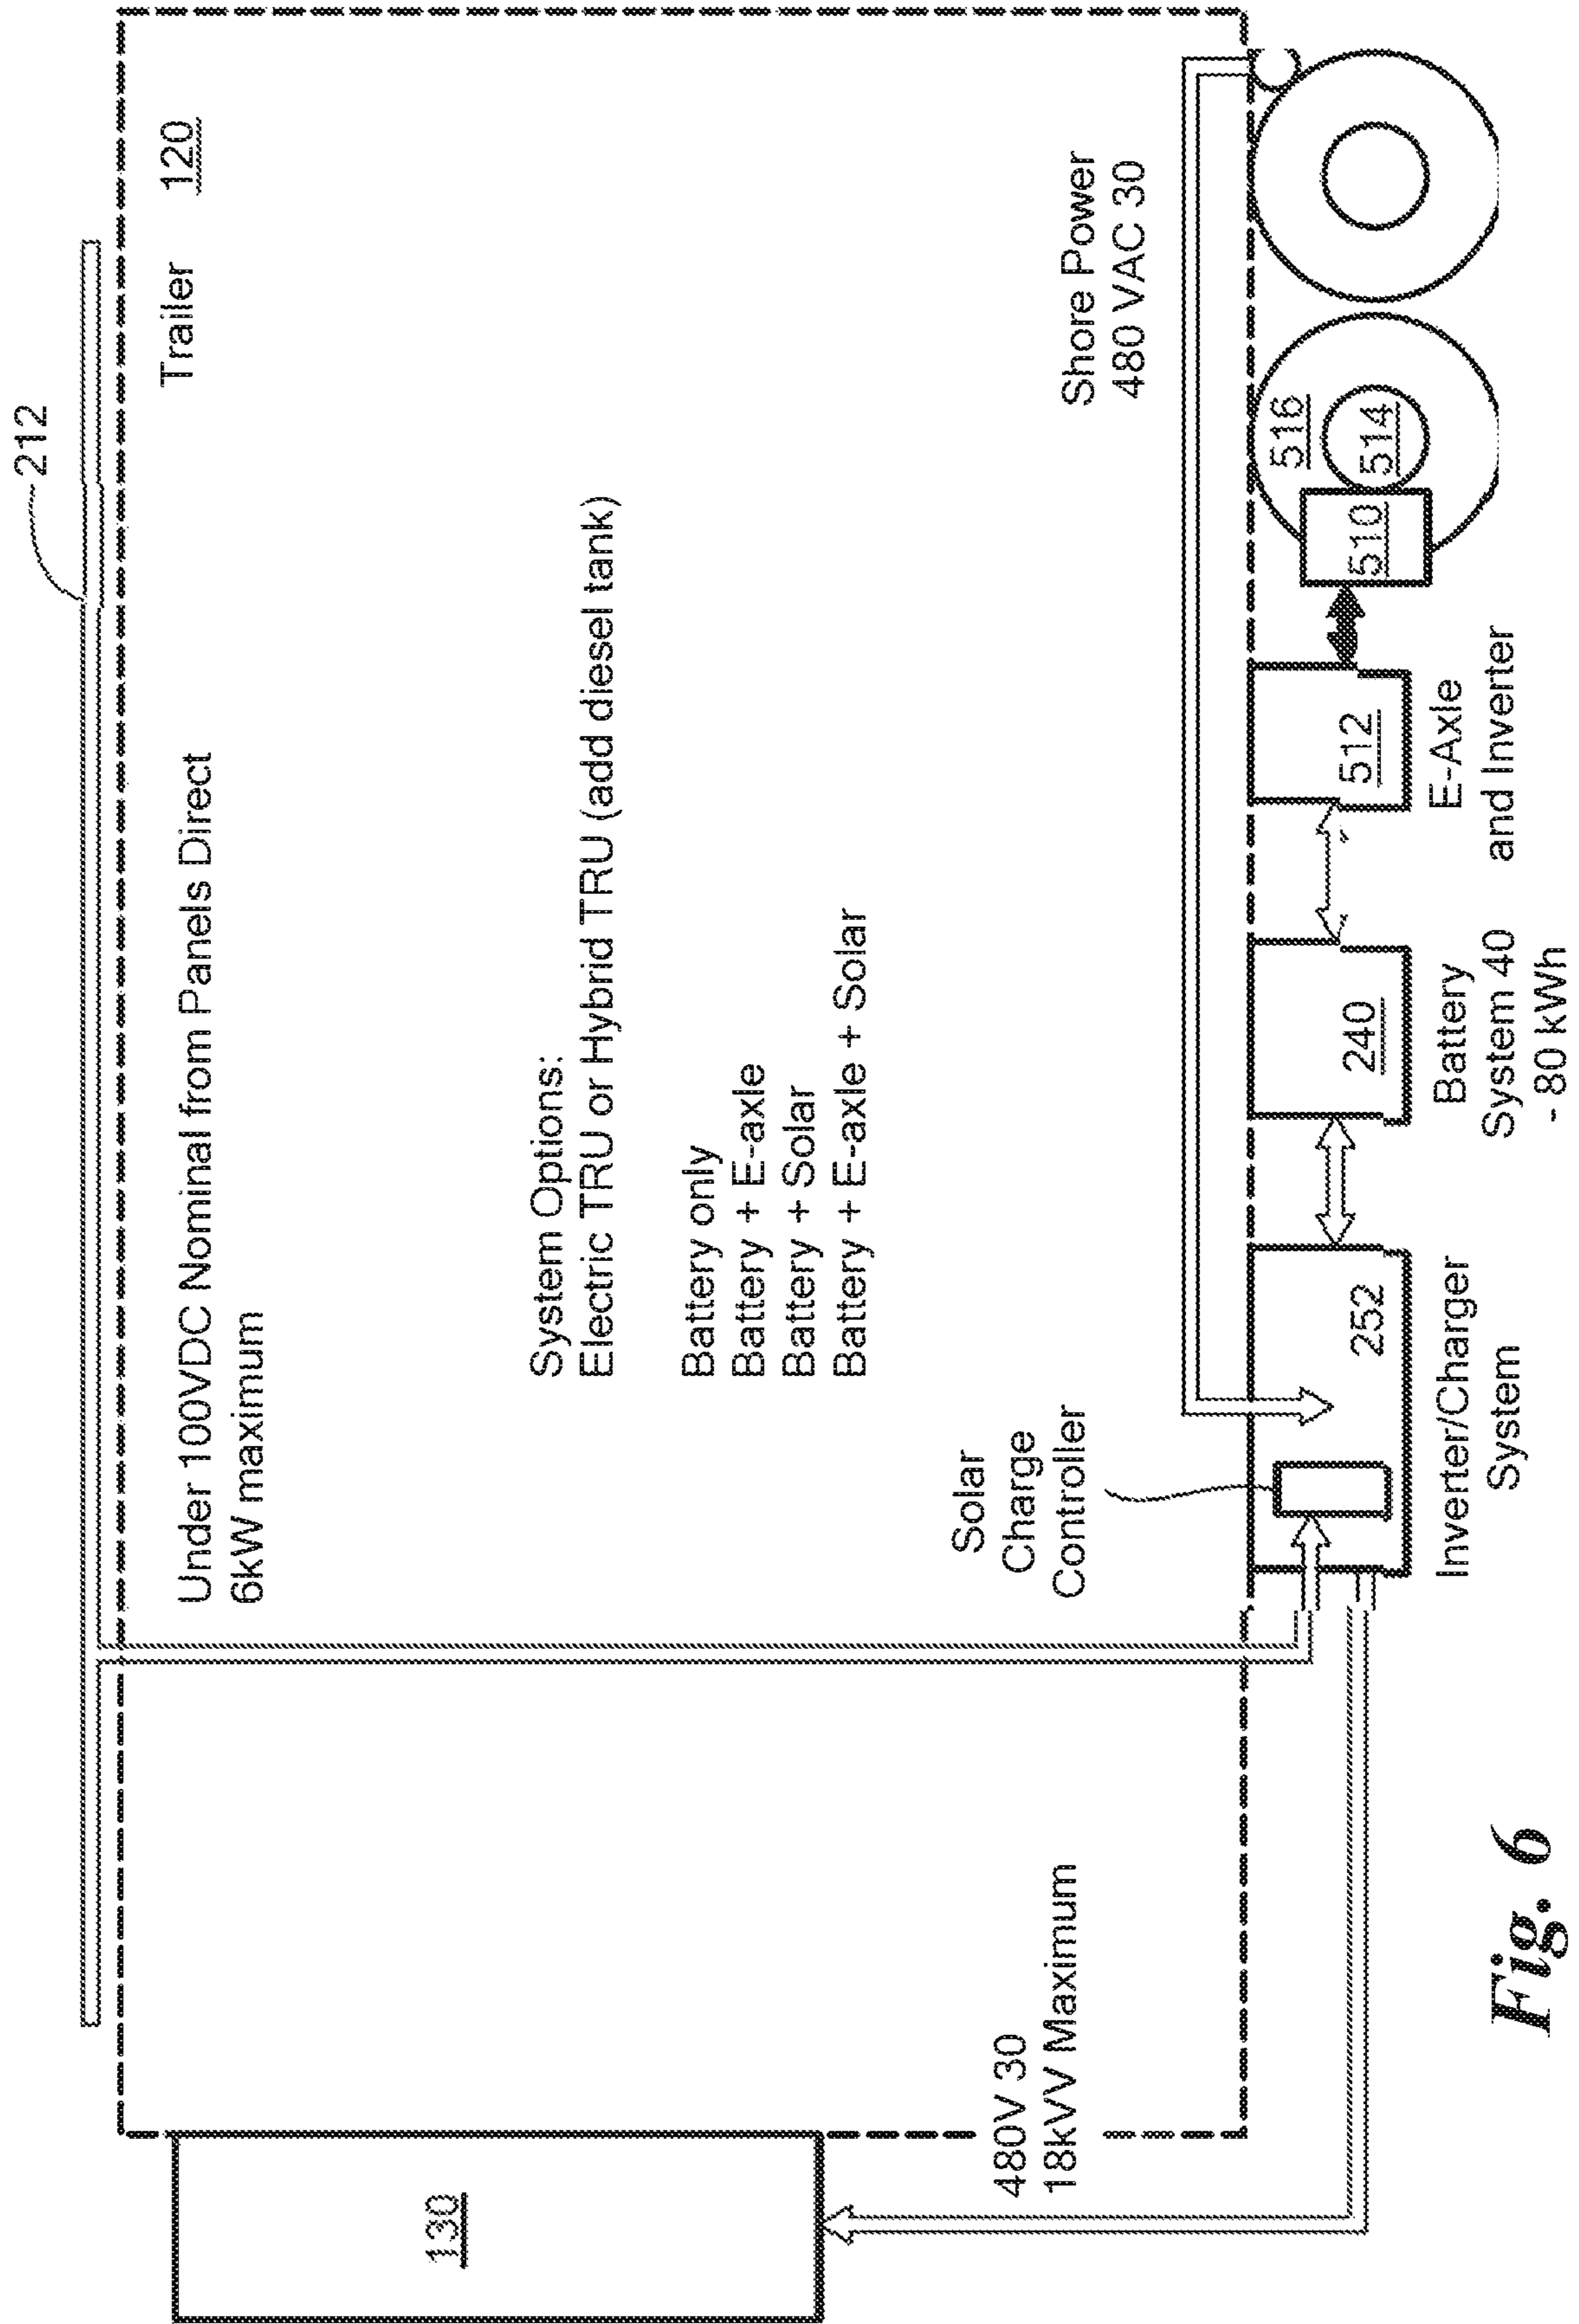 212
Trailer 120
Under 100VDC Nominal from Panels Direct
6kW maximum
System Options:
Electric TRU or Hybrid TRU (add diesel tank)
Battery only
Battery + E-axle
Battery + Solar
Battery + E-axle + Solar
Shore Power
480 VAC 30
Solar
Charge
Controller
130
480V 30
18kVV Maximum
252
240
512
510
514
516
Inverter/Charger
System
Battery
System 40
- 80 kWh
E-Axle
and Inverter
Fig. 6